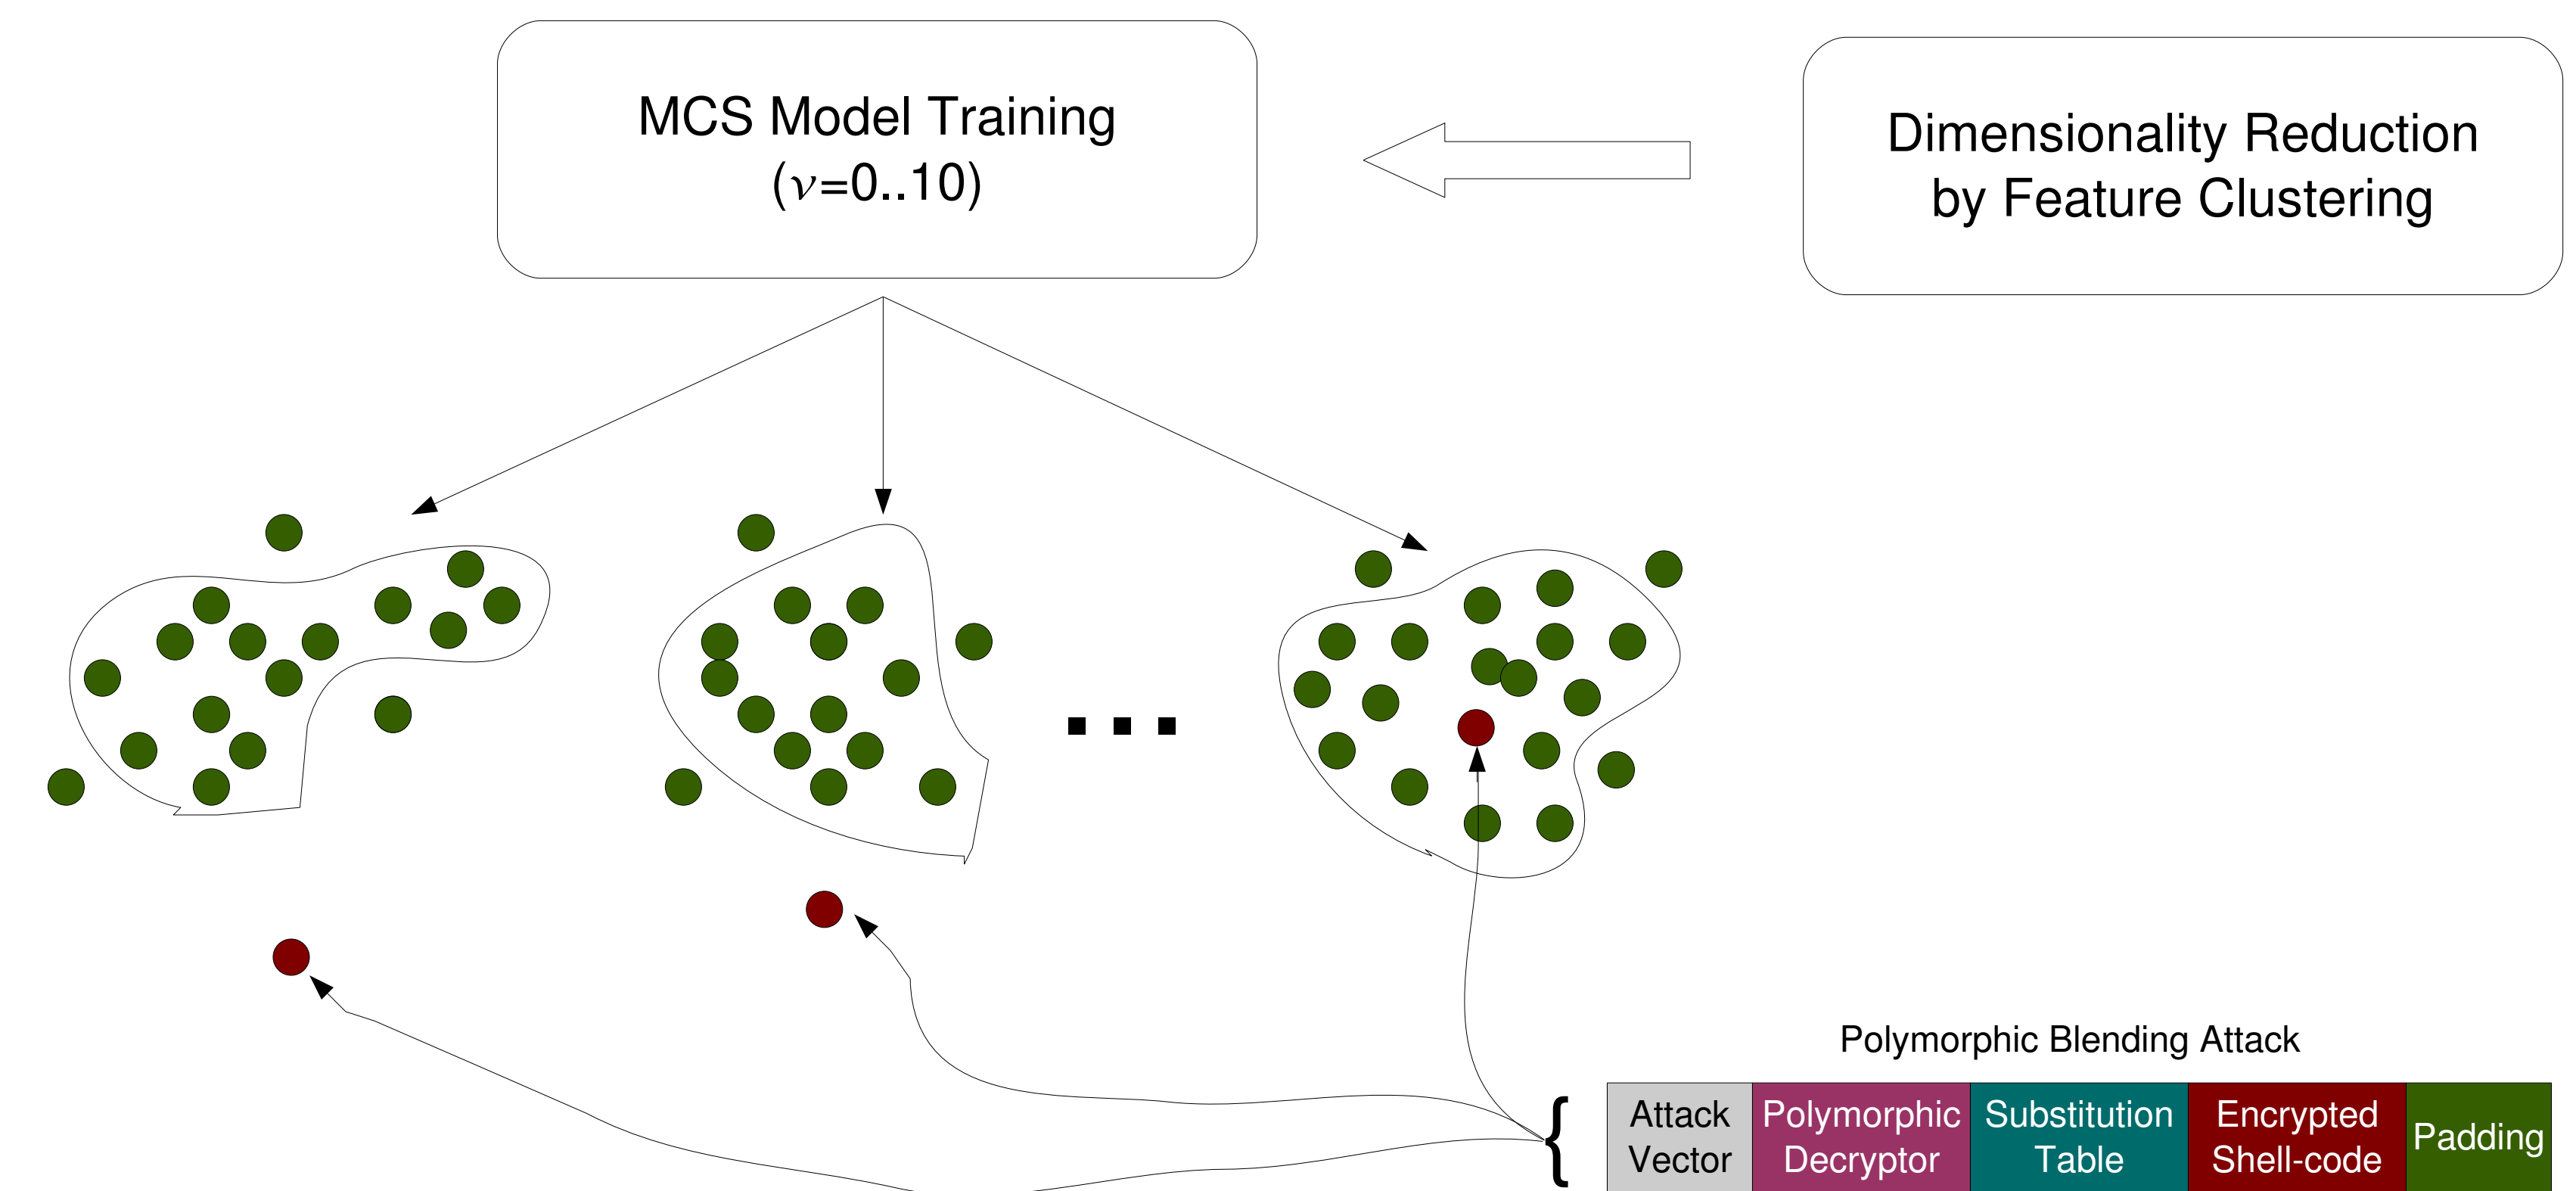 MCS Model Training
(ν=0..10)
Dimensionality Reduction
by Feature Clustering
Polymorphic Blending Attack
{
Attack
Vector
Polymorphic
Decryptor
Substitution
Table
Encrypted
Shell-code
Padding